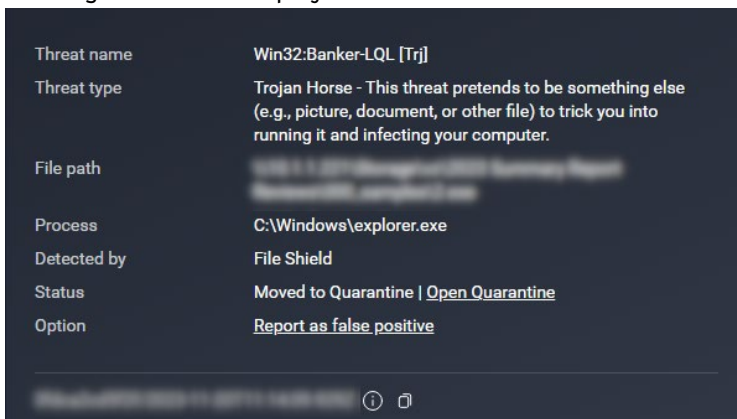 Threat name Win32:Banker-LQL [Trj]
Threat type Trojan Horse - This threat pretends to be something else
(e.g., picture, document, or other file) to trick you into
running it and infecting your computer.
File path
Process C:\Windows\explorer.exe
Detected by File Shield
Status Moved to Quarantine | Open Quarantine
Option Report as false positive